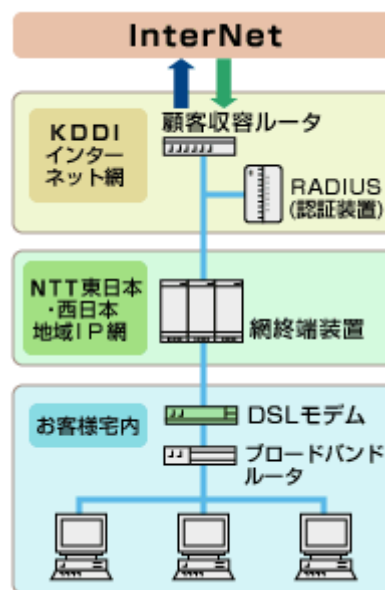 InterNet
KDDI
インター
ネット網
顧客収容ルータ
RADIUS
(認証装置)
NTT東日本
・西日本
地域IP網
網終端装置
お客様宅内
DSLモデム
ブロードバンド
ルータ